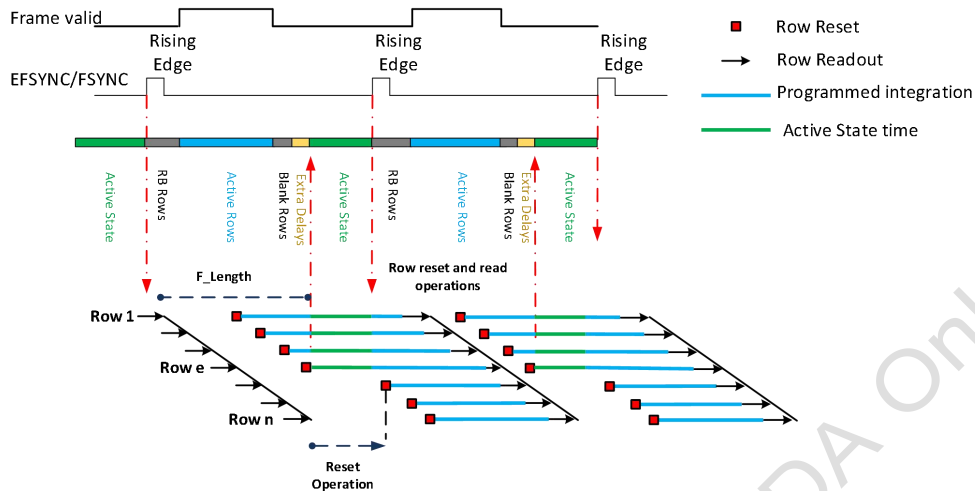 Frame valid
Rising
Edge
Rising
Edge
Rising
Edge
EFSYNC/FSYNC
Row Reset
Row Readout
Programmed integration
Active State time
Active State
RB Rows
Active Rows
Blank Rows
Extra Delays
Active State
RB Rows
Active Rows
Blank Rows
Extra Delays
Active State
F_Length
Row reset and read
operations
Row 1
Row e
Row n
Reset
Operation